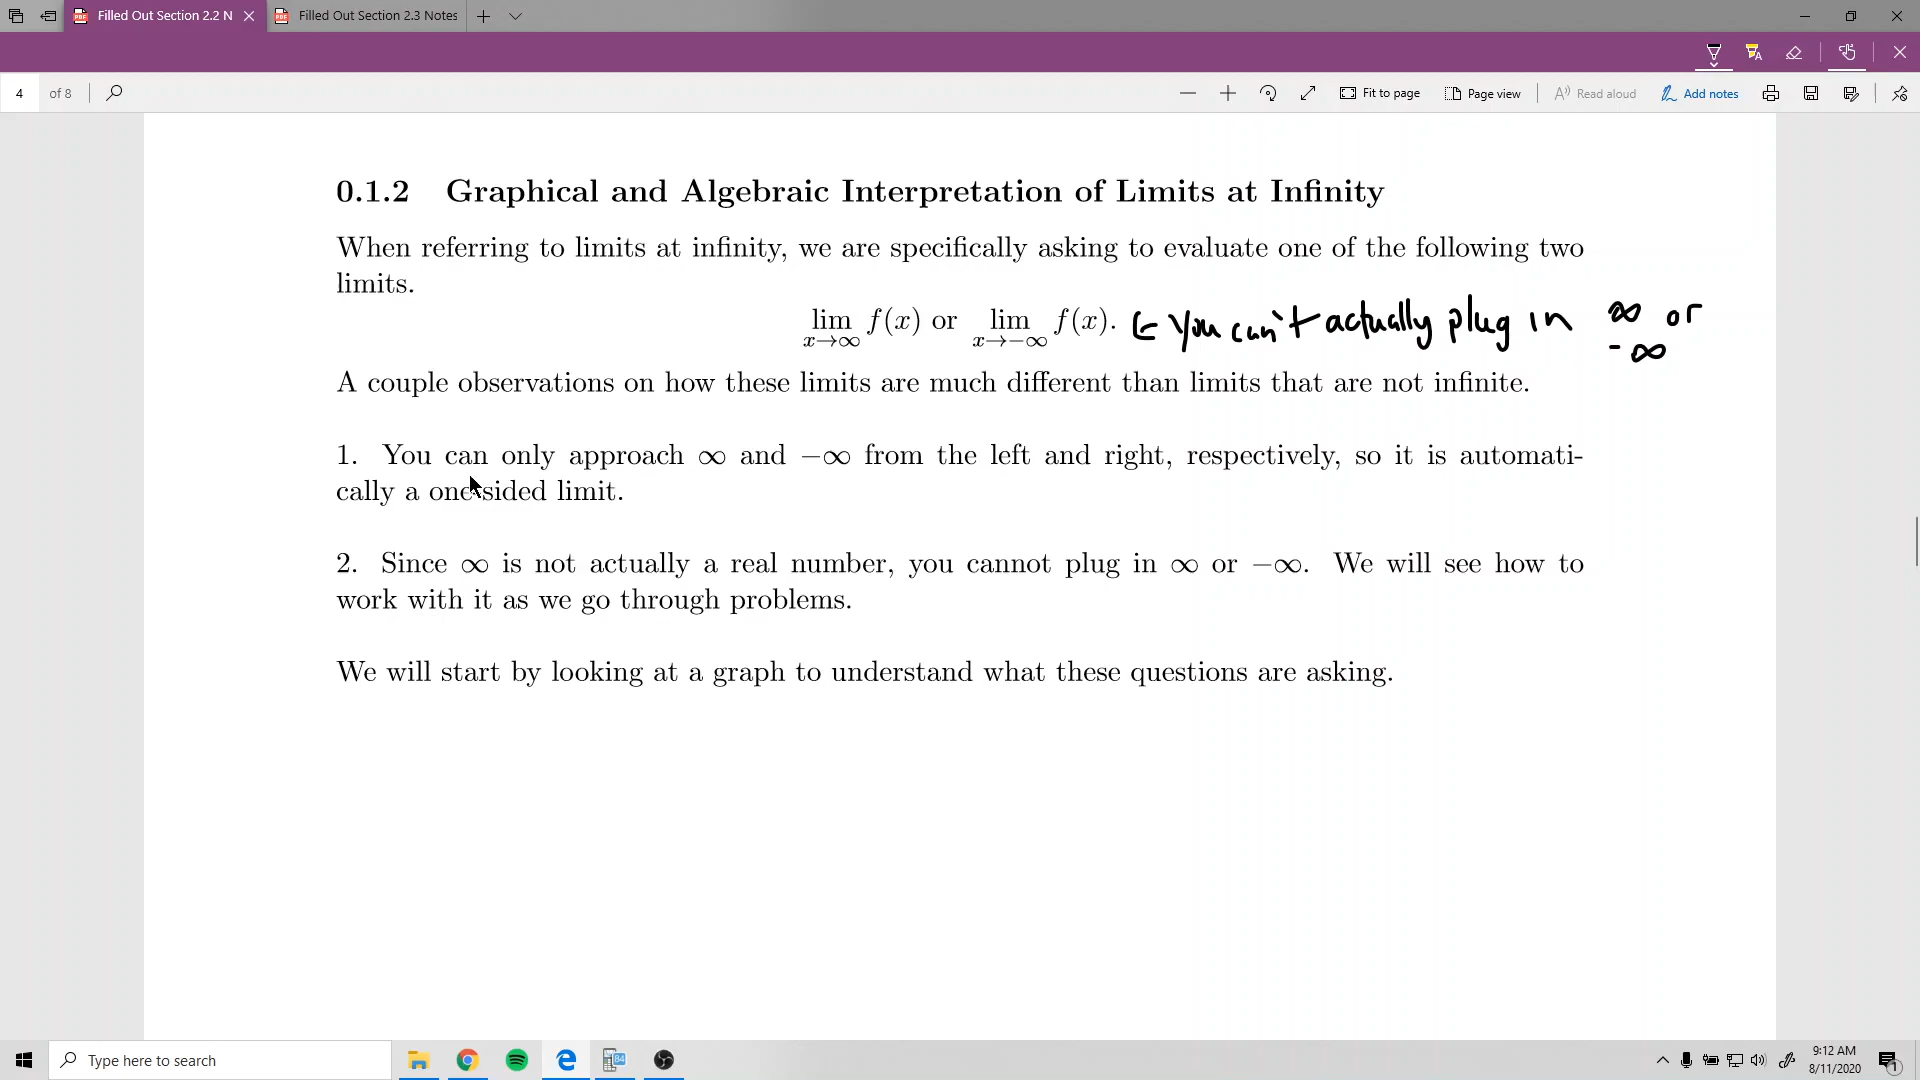 Filled Out Section 2.2 N
Filled Out Section 2.3 Notes
4 of 8
Fit to page
Page view
Read aloud
Add notes
0.1.2 Graphical and Algebraic Interpretation of Limits at Infinity
When referring to limits at infinity, we are specifically asking to evaluate one of the following two
limits.
lim x→∞ f(x) or lim x→−∞ f(x). ← You can't actually plug in ∞ or
-∞
A couple observations on how these limits are much different than limits that are not infinite.
1. You can only approach ∞ and −∞ from the left and right, respectively, so it is automati-
cally a one-sided limit.
2. Since ∞ is not actually a real number, you cannot plug in ∞ or −∞. We will see how to
work with it as we go through problems.
We will start by looking at a graph to understand what these questions are asking.
Type here to search
84
9:12 AM
8/11/2020
1